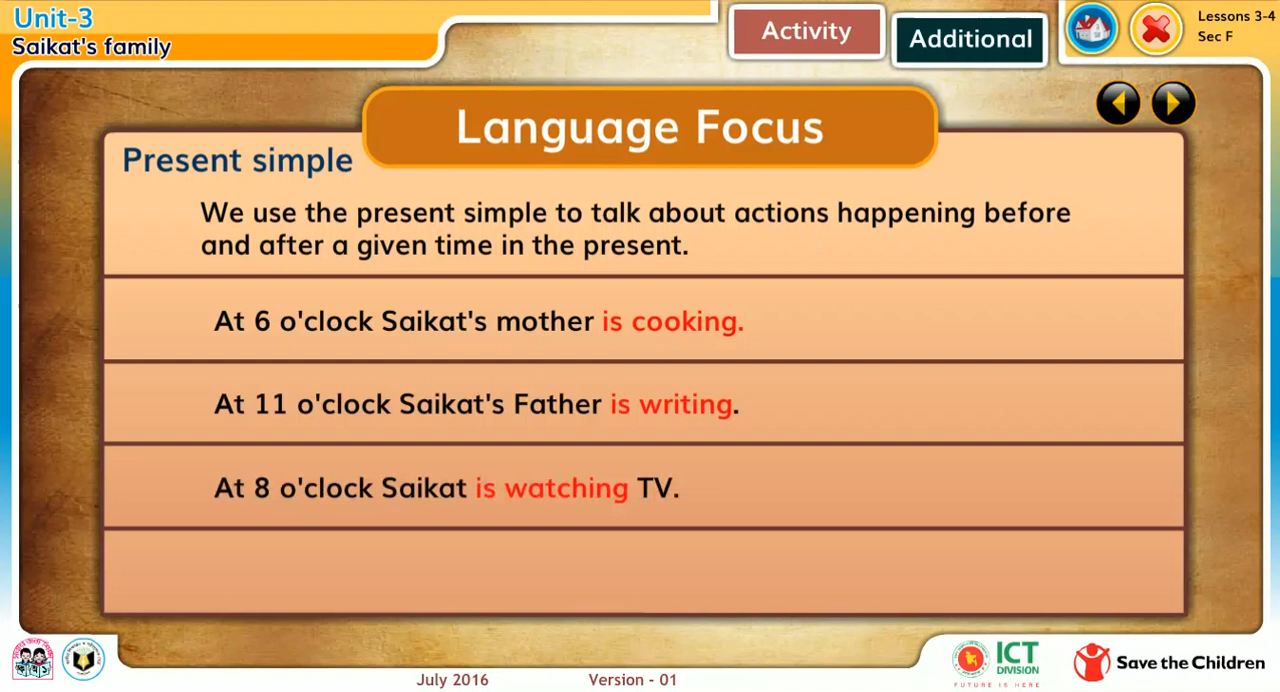 Unit-3
Saikat's family
Activity
Additional
Lessons 3-4
Sec F
Language Focus
Present simple
We use the present simple to talk about actions happening before
and after a given time in the present.
At 6 o'clock Saikat's mother is cooking.
At 11 o'clock Saikat's Father is writing.
At 8 o'clock Saikat is watching TV.
ICT
DIVISION
FUTURE IS HERE
Save the Children
July 2016
Version - 01